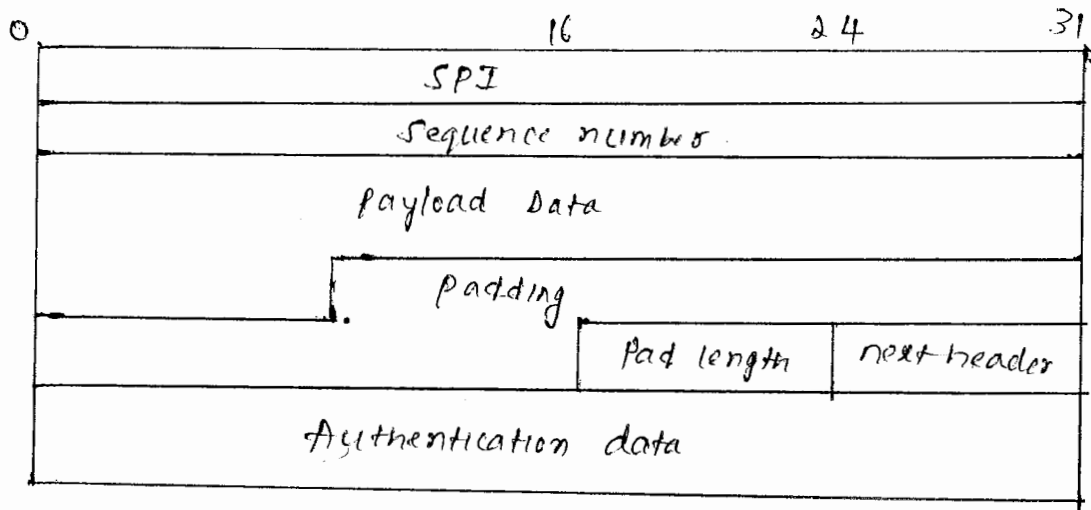 0 16 24 31
SPI
Sequence number
Payload Data
Padding
Pad length next header
Authentication data